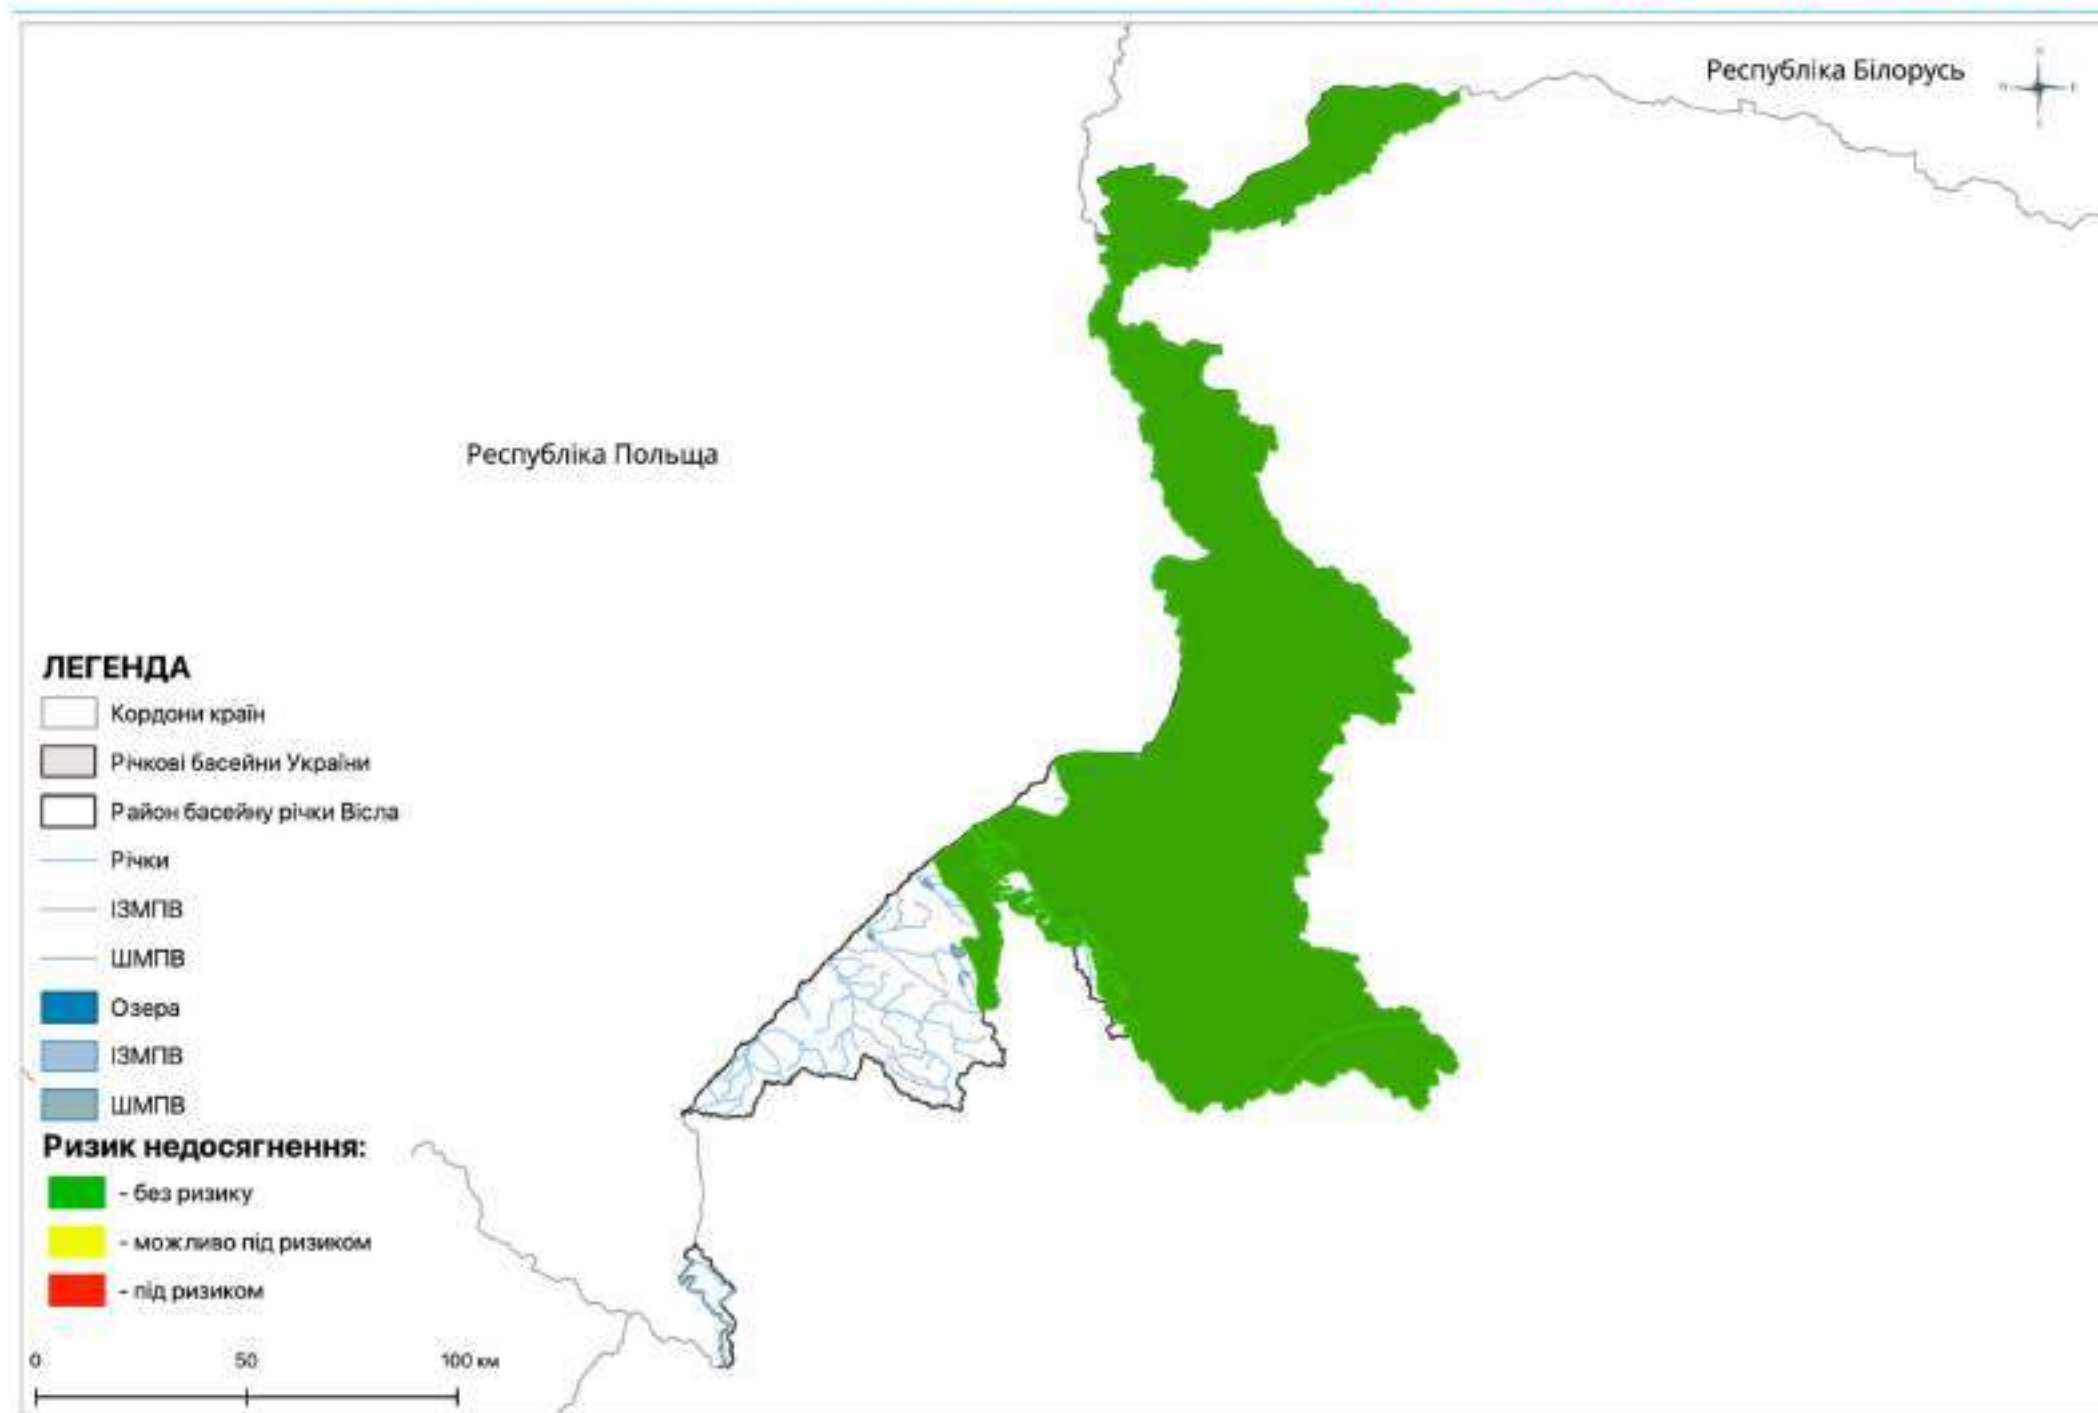 Республіка Білорусь
Республіка Польща
ЛЕГЕНДА
Кордони країн
Річкові басейни України
Район басейну річки Вісла
Річки
ІЗМПВ
ШМПВ
Озера
ІЗМПВ
ШМПВ
Ризик недосягнення:
- без ризику
- можливо під ризиком
- під ризиком
0 50 100 км